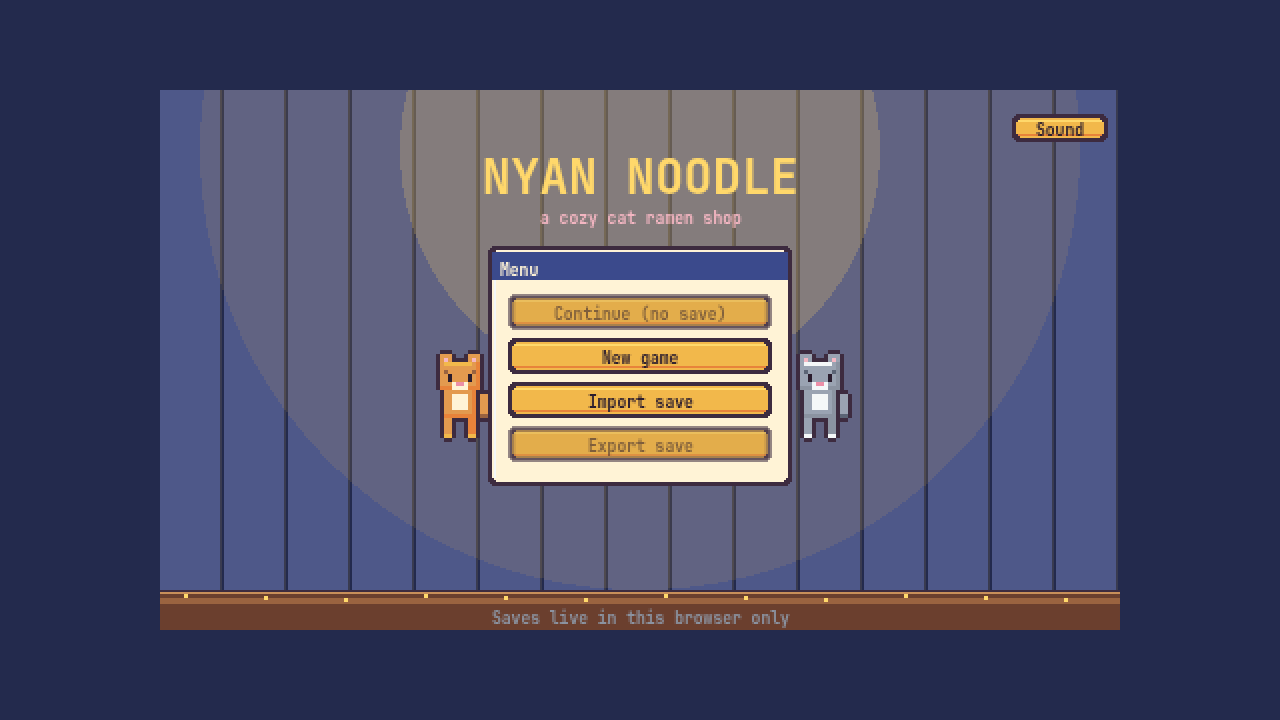 Sound
NYAN NOODLE
a cozy cat ramen shop
Menu
Continue (no save)
New game
Import save
Export save
Saves live in this browser only